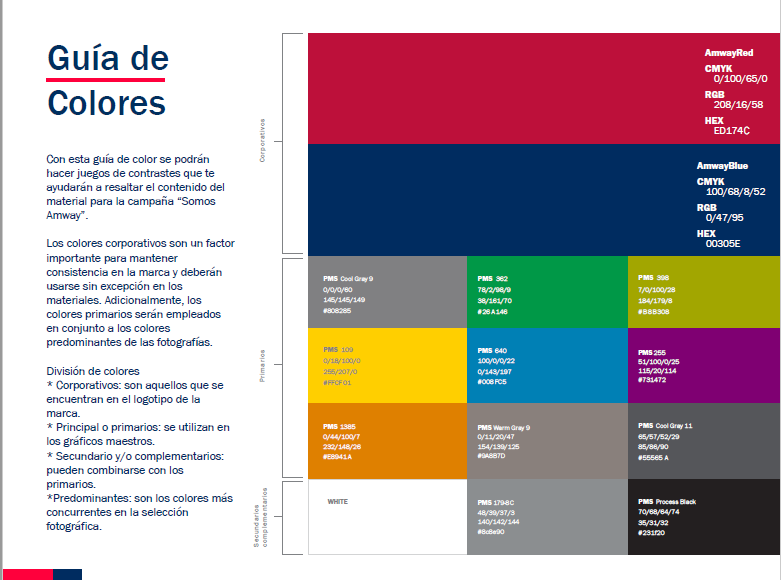 Guía de
Colores
Con esta guía de color se podrán
hacer juegos de contrastes que te
ayudarán a resaltar el contenido del
material para la campaña “Somos
Amway”.
Los colores corporativos son un factor
importante para mantener
consistencia en la marca y deberán
usarse sin excepción en los
materiales. Adicionalmente, los
colores primarios serán empleados
en conjunto a los colores
predominantes de las fotografías.
División de colores
* Corporativos: son aquellos que se
encuentran en el logotipo de la
marca.
* Principal o primarios: se utilizan en
los gráficos maestros.
* Secundario y/o complementarios:
pueden combinarse con los
primarios.
*Predominantes: son los colores más
concurrentes en la selección
fotográfica.
Corporativos
AmwayRed
CMYK
0/100/65/0
RGB
208/16/58
HEX
ED174C
AmwayBlue
CMYK
100/68/8/52
RGB
0/47/95
HEX
00305E
Primarios
PMS Cool Gray 9
0/0/0/60
145/145/149
#808285
PMS 362
78/2/98/9
38/161/70
#26A146
PMS 398
7/0/100/28
184/179/8
#B8B308
PMS 109
0/18/100/0
255/207/0
#FFCF01
PMS 640
100/0/0/22
0/143/197
#008FC5
PMS 255
51/100/0/25
115/20/114
#731472
PMS 1385
0/44/100/7
232/148/26
#E8941A
PMS Warm Gray 9
0/11/20/47
154/139/125
#9A8B7D
PMS Cool Gray 11
65/57/52/29
85/86/90
#55565A
Secundarios
complementarios
WHITE
PMS 179-8C
48/39/37/3
140/142/144
#8c8e90
PMS Process Black
70/68/64/74
35/31/32
#231f20